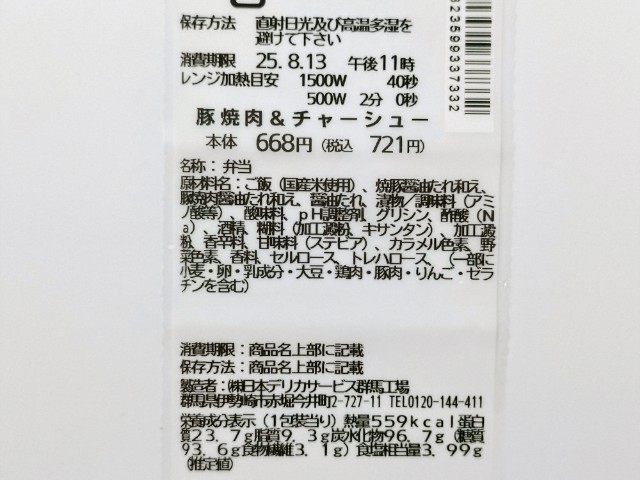 保存方法 直射日光及び高温多湿を
避けて下さい
消費期限 25. 8.13 午後11時
レンジ加熱目安 1500W 40秒
500W 2分 0秒
豚焼肉&チャーシュー
本体 668円(税込 721円)
名称:弁当
原材料名:ご飯(国産米使用)、焼豚醤油たれ和え、
豚焼肉醤油たれ和え、醤油たれ、漬物/調味料(アミ
ノ酸等)、酸味料、pH調整剤、グリシン、酢酸(N
a)、酒精、糊料(加工澱粉、キサンタン)、加工澱
粉、香辛料、甘味料(ステビア)、カラメル色素、野
菜色素、香料、セルロース、トレハロース、(一部に
小麦・卵・乳成分・大豆・鶏肉・豚肉・りんご・ゼラ
チンを含む)
消費期限:商品名上部に記載
保存方法:商品名上部に記載
製造者:㈱日本デリカサービス群馬工場
群馬県伊勢崎市赤堀今井町2-727-11 TEL0120-144-411
栄養成分表示(1包装当り)熱量559kcal蛋白
質23.7g脂質9.3g炭水化物96.7g(糖質
93.6g食物繊維3.1g)食塩相当量3.99g
(推定値)
823599337332